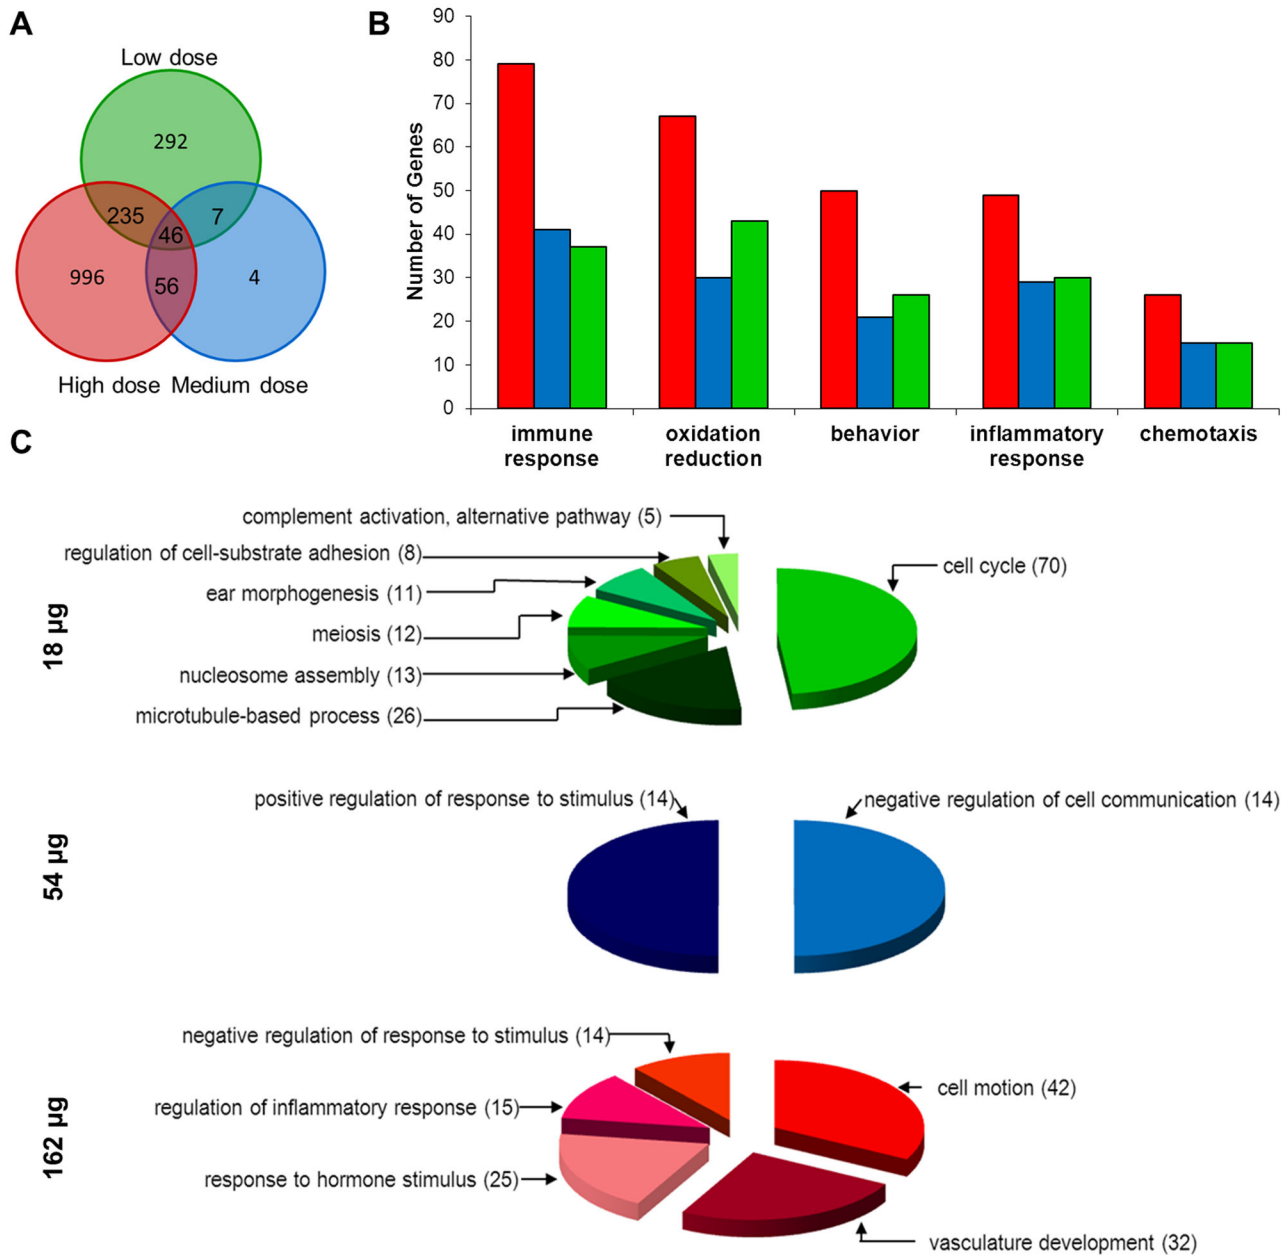 A
Low dose
292
235
7
46
996
56
4
High dose Medium dose
B
Number of Genes
90
80
70
60
50
40
30
20
10
0
immune
response
oxidation
reduction
behavior
inflammatory
response
chemotaxis
C
18 µg
complement activation, alternative pathway (5)
regulation of cell-substrate adhesion (8)
ear morphogenesis (11)
meiosis (12)
nucleosome assembly (13)
microtubule-based process (26)
cell cycle (70)
54 µg
positive regulation of response to stimulus (14)
negative regulation of cell communication (14)
162 µg
negative regulation of response to stimulus (14)
regulation of inflammatory response (15)
response to hormone stimulus (25)
cell motion (42)
vasculature development (32)